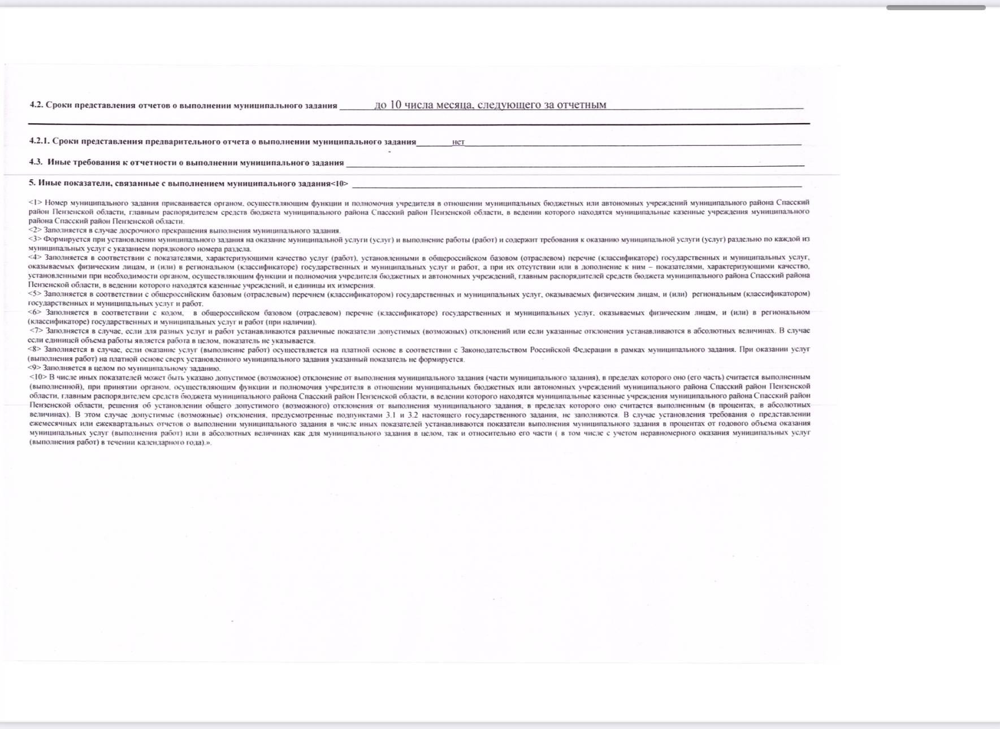 4.2. Сроки представления отчетов о выполнении муниципального задания до 10 числа месяца, следующего за отчетным
4.2.1. Сроки представления предварительного отчета о выполнении муниципального задания нет
4.3. Иные требования к отчетности о выполнении муниципального задания
5. Иные показатели, связанные с выполнением муниципального задания<10>
<1> Номер муниципального задания присваивается органом, осуществляющим функции и полномочия учредителя в отношении муниципальных бюджетных или автономных учреждений муниципального района Спасский
район Пензенской области, главным распорядителем средств бюджета муниципального района Спасский район Пензенской области, в ведении которого находятся муниципальные казенные учреждения муниципального
района Спасский район Пензенской области.
<2> Заполняется в случае досрочного прекращения выполнения муниципального задания.
<3> Формируется при установлении муниципального задания на оказание муниципальной услуги (услуг) и выполнение работы (работ) и содержит требования к оказанию муниципальной услуги (услуг) раздельно по каждой из
муниципальных услуг с указанием порядкового номера раздела.
<4> Заполняется в соответствии с показателями, характеризующими качество услуг (работ), установленными в общероссийском базовом (отраслевом) перечне (классификаторе) государственных и муниципальных услуг,
оказываемых физическим лицам, и (или) в региональном (классификаторе) государственных и муниципальных услуг и работ, а при их отсутствии или в дополнение к ним – показателями, характеризующими качество,
установленными при необходимости органом, осуществляющим функции и полномочия учредителя бюджетных и автономных учреждений, главным распорядителей средств бюджета муниципального района Спасский района
Пензенской области, в ведении которого находятся казенные учреждений, и единицы их измерения.
<5> Заполняется в соответствии с общероссийским базовым (отраслевым) перечнем (классификатором) государственных и муниципальных услуг, оказываемых физическим лицам, и (или) региональным (классификатором)
государственных и муниципальных услуг и работ.
<6> Заполняется в соответствии с кодом, в общероссийском базовом (отраслевом) перечне (классификаторе) государственных и муниципальных услуг, оказываемых физическим лицам, и (или) в региональном
(классификаторе) государственных и муниципальных услуг и работ (при наличии).
<7> Заполняется в случае, если для разных услуг и работ устанавливаются различные показатели допустимых (возможных) отклонений или если указанные отклонения устанавливаются в абсолютных величинах. В случае
если единицей объема работы является работа в целом, показатель не указывается.
<8> Заполняется в случае, если оказание услуг (выполнение работ) осуществляется на платной основе в соответствии с Законодательством Российской Федерации в рамках муниципального задания. При оказании услуг
(выполнения работ) на платной основе сверх установленного муниципального задания указанный показатель не формируется.
<9> Заполняется в целом по муниципальному заданию.
<10> В числе иных показателей может быть указано допустимое (возможное) отклонение от выполнения муниципального задания (части муниципального задания), в пределах которого оно (его часть) считается выполненным
(выполненной), при принятии органом, осуществляющим функции и полномочия учредителя в отношении муниципальных бюджетных или автономных учреждений муниципального района Спасский район Пензенской
области, главным распорядителем средств бюджета муниципального района Спасский район Пензенской области, в ведении которого находятся муниципальные казенные учреждения муниципального района Спасский район
Пензенской области, решения об установлении общего допустимого (возможного) отклонения от выполнения муниципального задания, в пределах которого оно считается выполненным (в процентах, в абсолютных
величинах). В этом случае допустимые (возможные) отклонения, предусмотренные подпунктами 3.1 и 3.2 настоящего государственного задания, не заполняются. В случае установления требования о представлении
ежемесячных или ежеквартальных отчетов о выполнении муниципального задания в числе иных показателей устанавливаются показатели выполнения муниципального задания в процентах от годового объема оказания
муниципальных услуг (выполнения работ) или в абсолютных величинах как для муниципального задания в целом, так и относительно его части ( в том числе с учетом неравномерного оказания муниципальных услуг
(выполнения работ) в течении календарного года).».